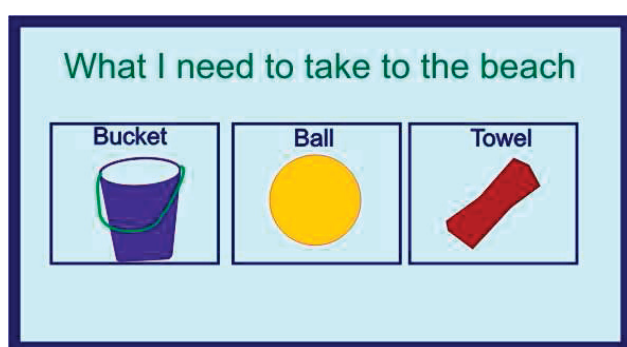 What I need to take to the beach
Bucket
Ball
Towel